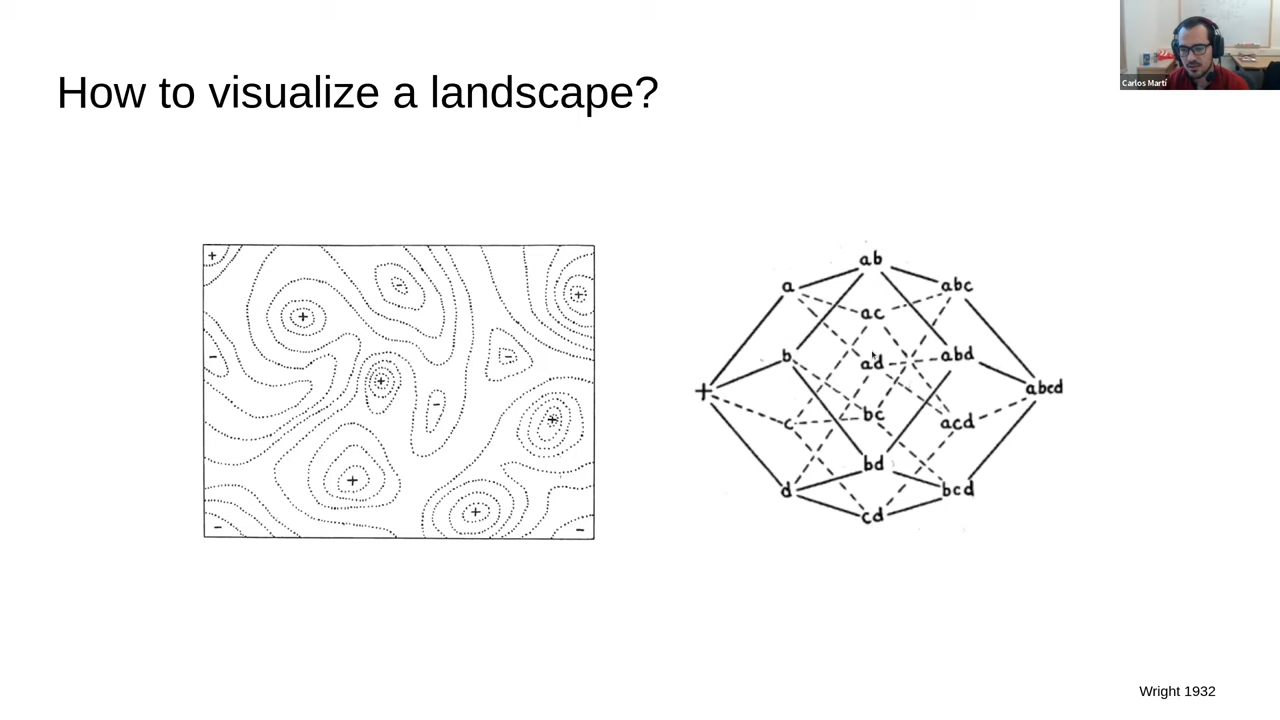 How to visualize a landscape?
Carlos Martí
+
-
+
+
-
-
+
-
+
+
+
-
-
-
ab
a
abc
ac
b
ad
abd
+
abcd
c
bc
acd
bd
d
bcd
cd
Wright 1932